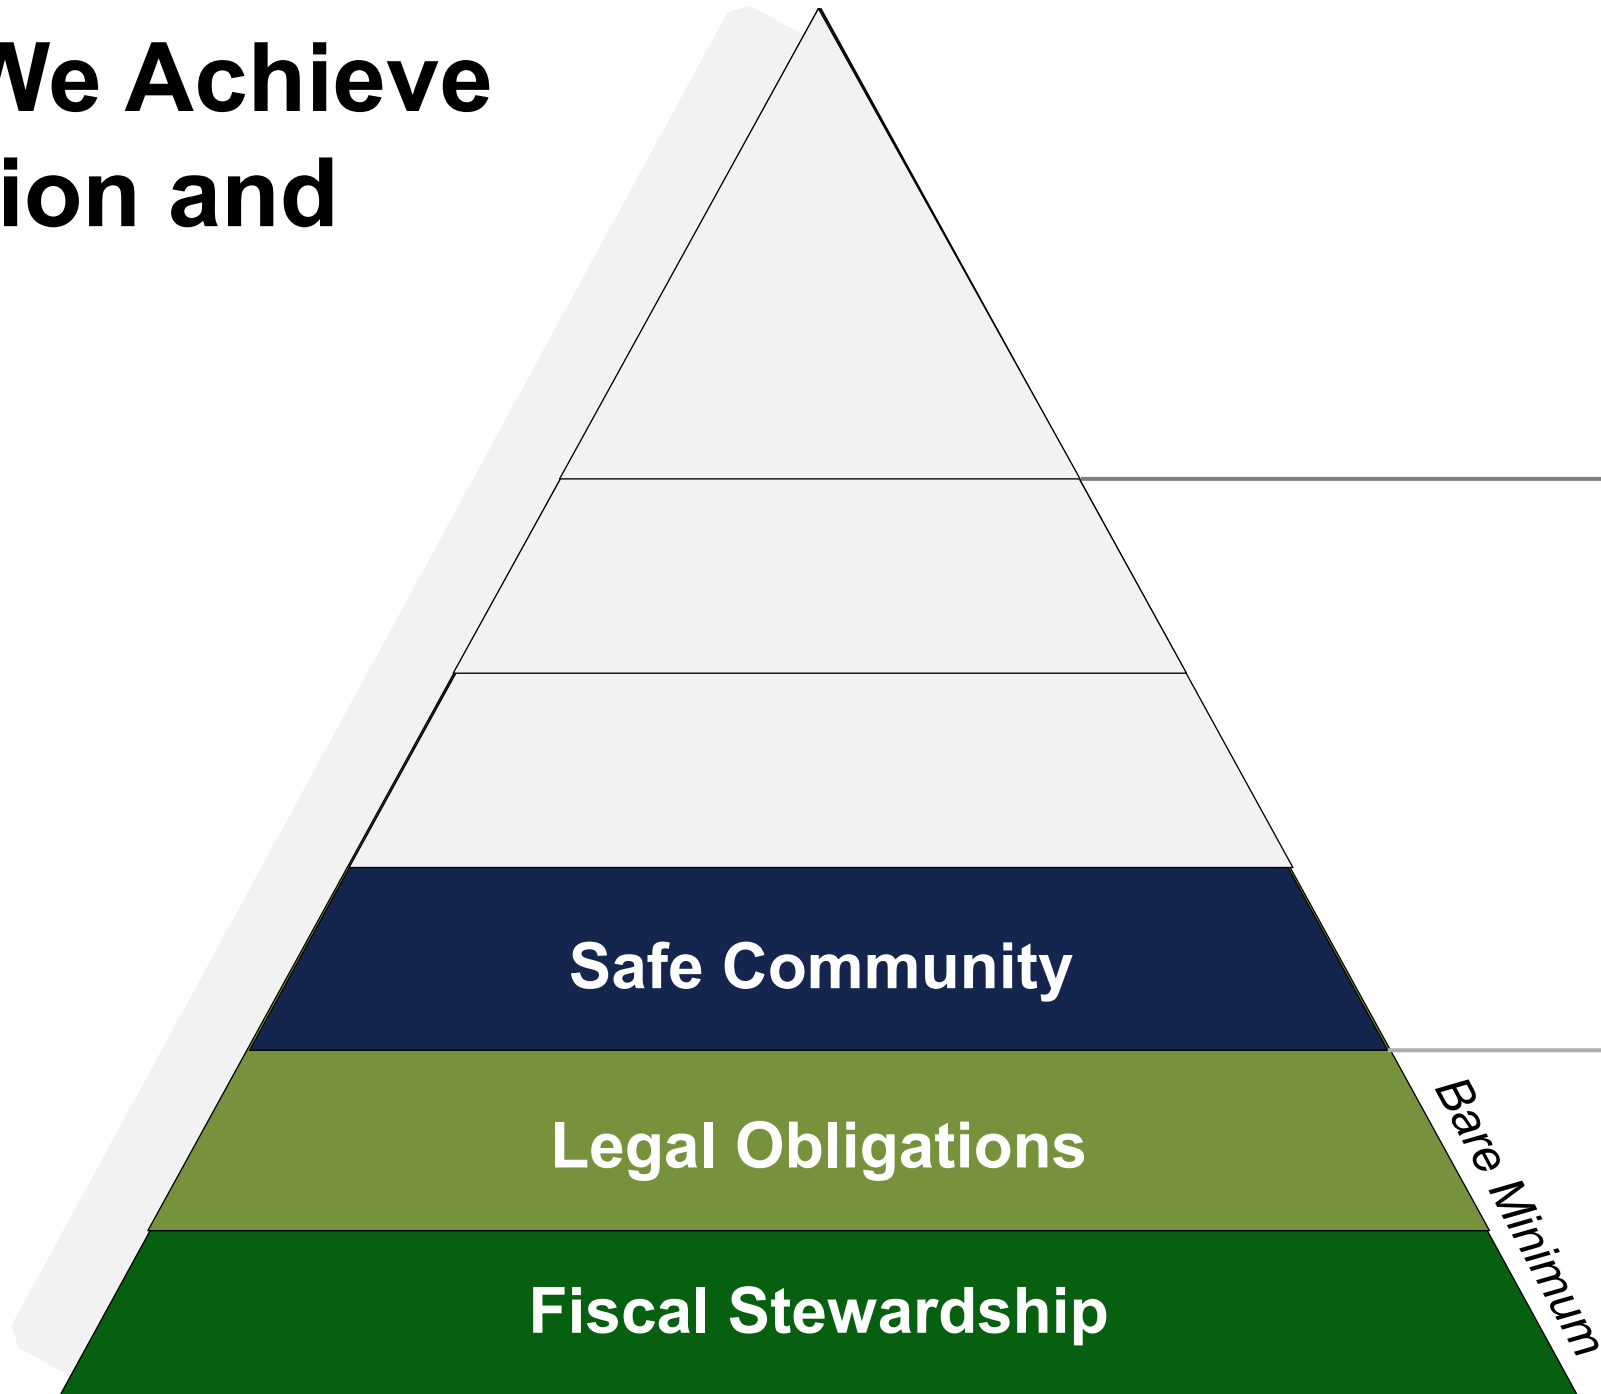 We Achieve
ion and
Safe Community
Legal Obligations
Bare Minimum
Fiscal Stewardship